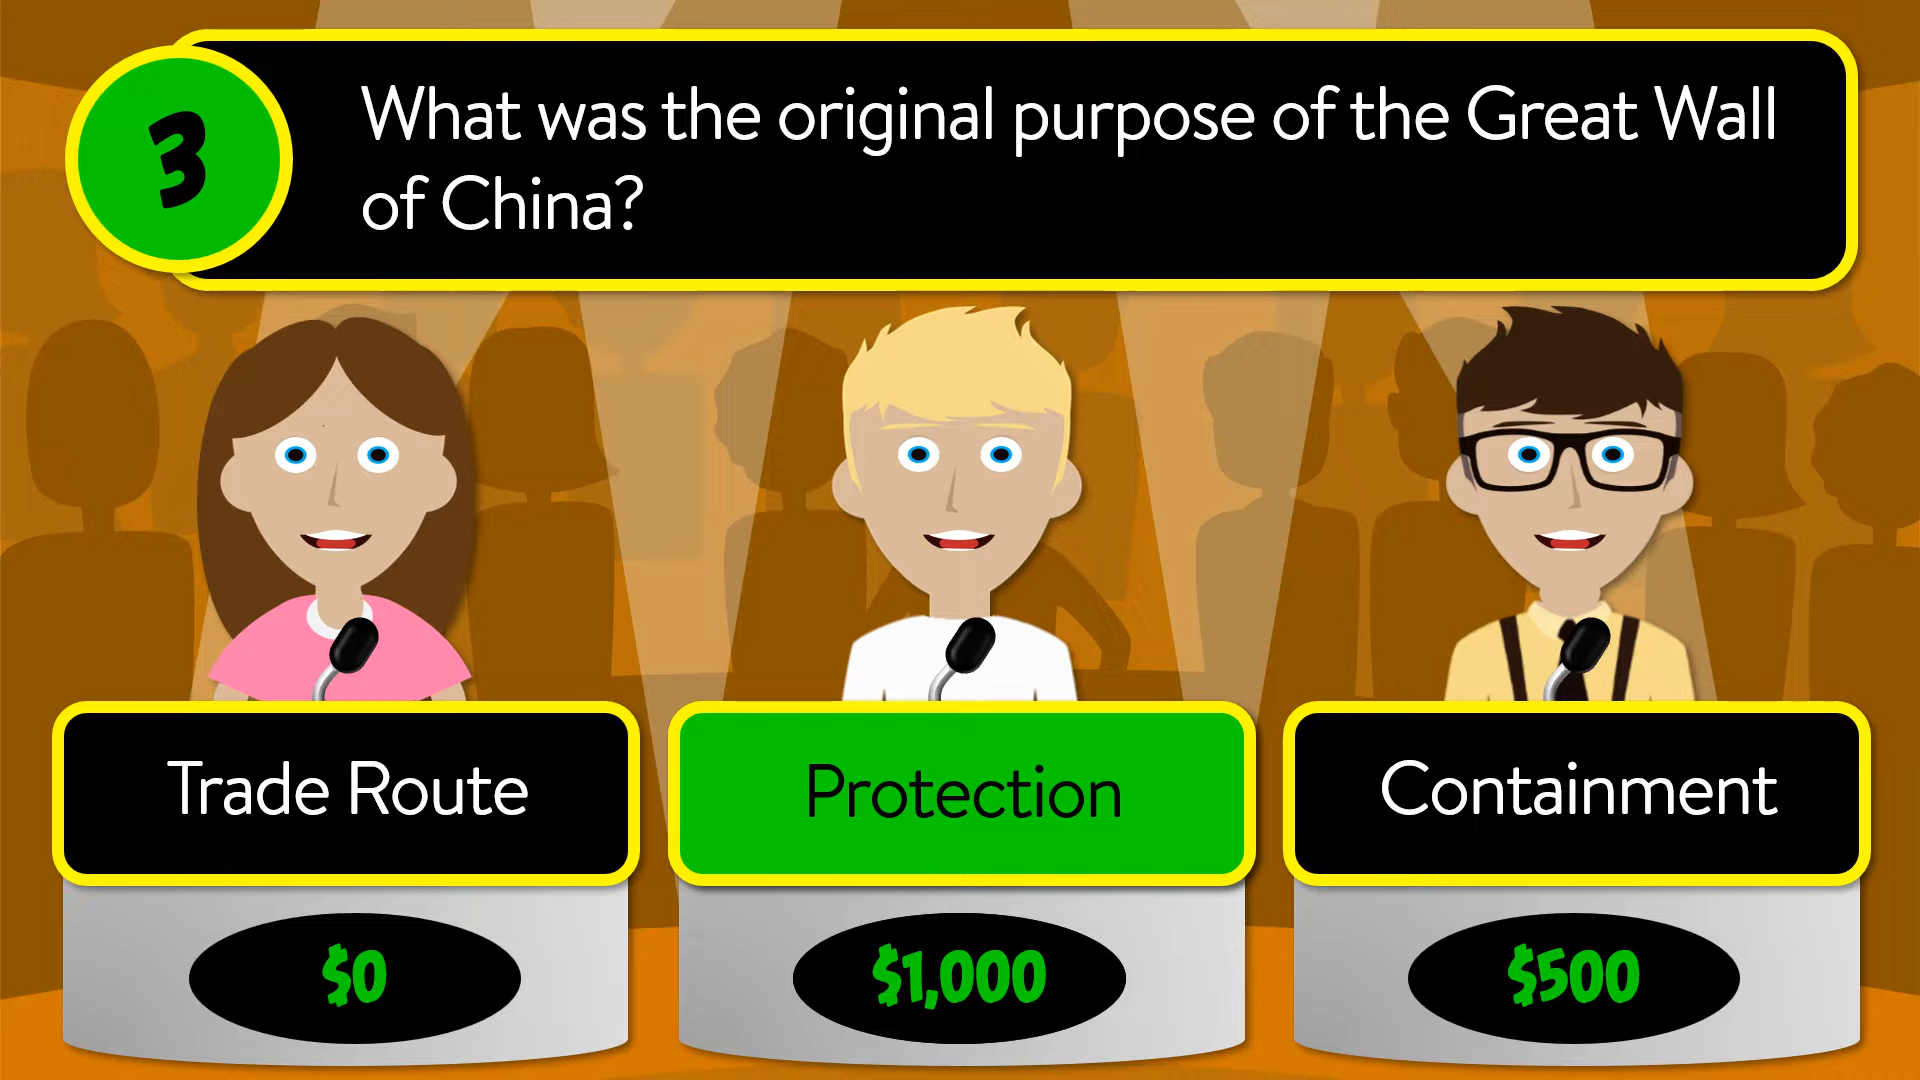 3
What was the original purpose of the Great Wall
of China?
Trade Route
Protection
Containment
$0
$1,000
$500